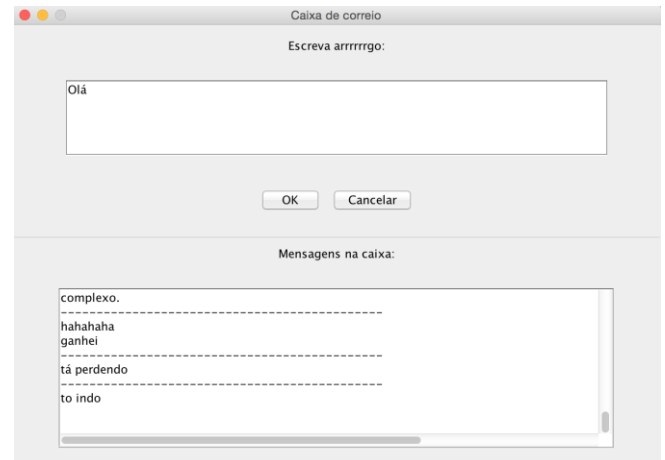 Caixa de correio
Escreva arrrrrrgo:
Olá
OK Cancelar
Mensagens na caixa:
complexo.
------------------------------------------------
hahahaha
ganhei
------------------------------------------------
tá perdendo
------------------------------------------------
to indo